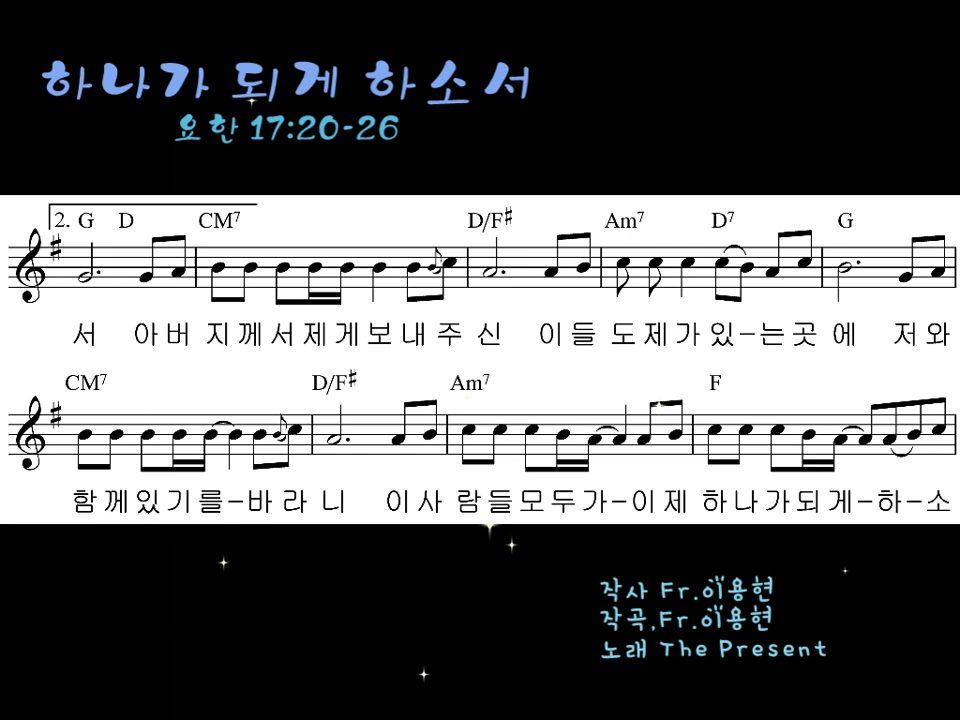 하나가 되게 하소서
요한 17:20-26
2. G D CM7 D/F♯ Am7 D7 G
서 아버 지께서제게보내주신 이들 도제가있-는곳에 저와
CM7 D/F♯ Am7 F
함께있기를-바라니 이사 람들모두가-이제 하나가되게-하소
작사 Fr.이용현
작곡,Fr.이용현
노래 The Present